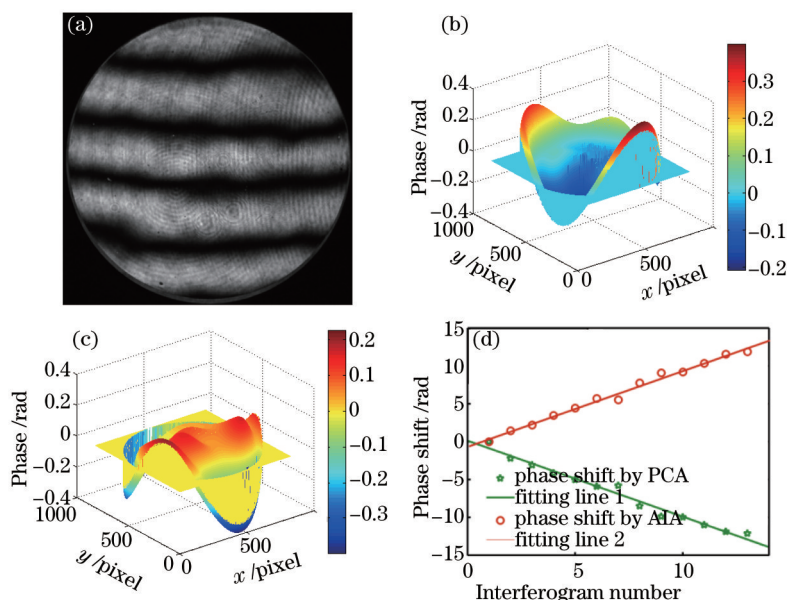 (a)
(b)
Phase /rad
0.4
0.2
0
−0.2
−0.4
1000
500
0
y /pixel
0
500
x /pixel
0.3
0.2
0.1
0
−0.1
−0.2
(c)
Phase /rad
0.4
0.2
0
−0.2
−0.4
1000
500
0
y /pixel
0
500
x /pixel
0.2
0.1
0
−0.1
−0.2
−0.3
(d)
Phase shift /rad
15
10
5
0
−5
−10
−15
phase shift by PCA
fitting line 1
phase shift by AIA
fitting line 2
0
5
10
Interferogram number